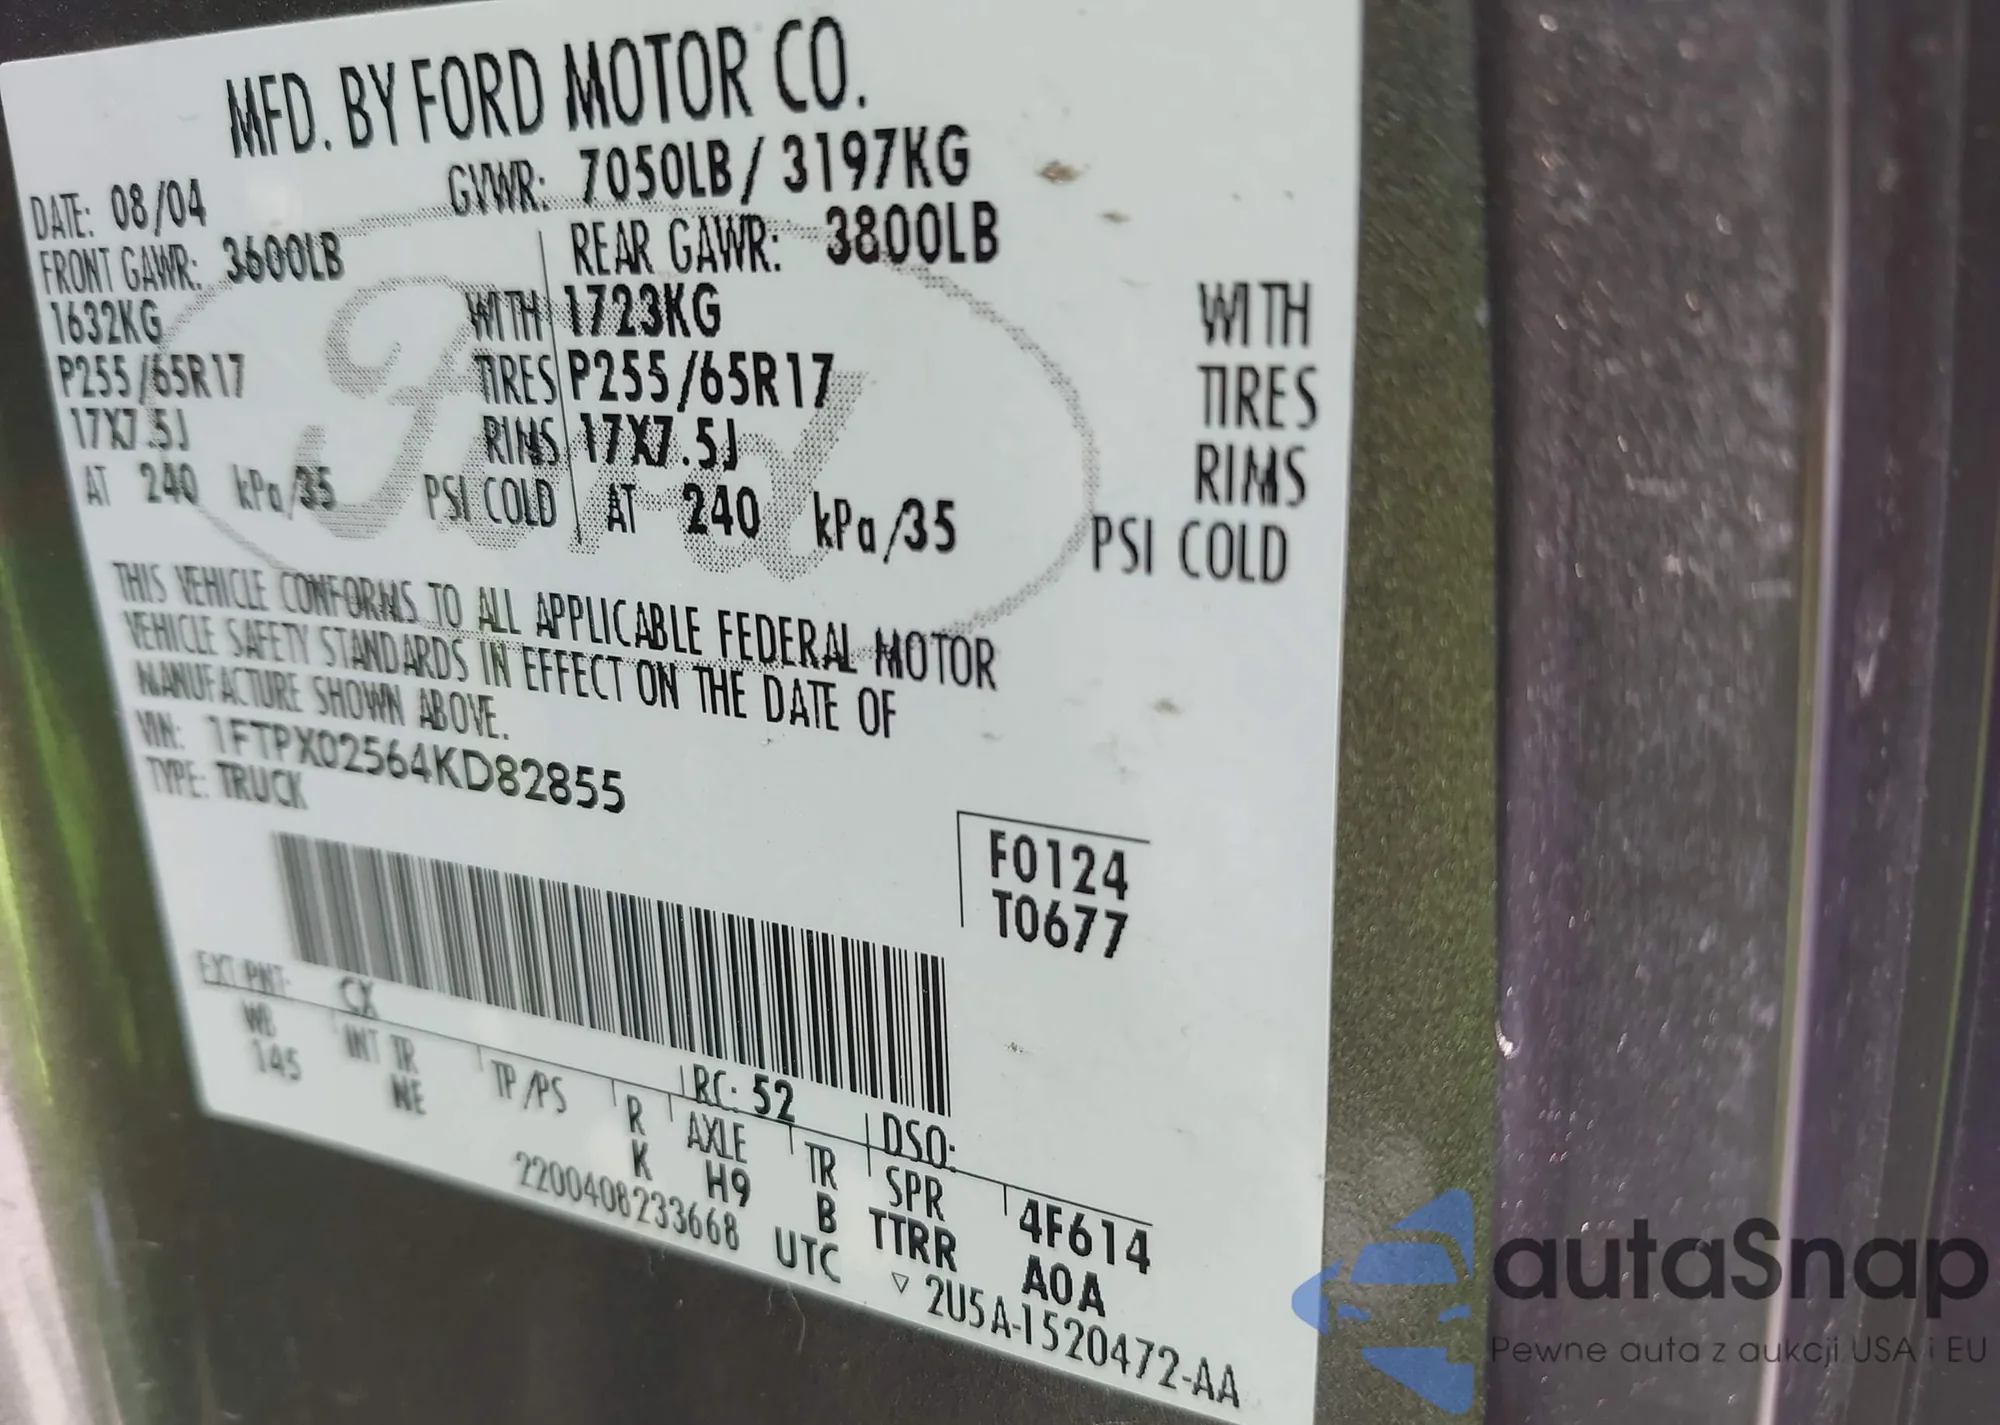 MFD. BY FORD MOTOR CO.
DATE: 08/04 GVWR: 7050LB / 3197KG
FRONT GAWR: 3600LB REAR GAWR: 3800LB
1632KG WITH 1723KG WITH
P255/65R17 TIRES P255/65R17 TIRES
17X7.5J RIMS 17X7.5J RIMS
AT 240 kPa/35 PSI COLD AT 240 kPa/35 PSI COLD
THIS VEHICLE CONFORMS TO ALL APPLICABLE FEDERAL MOTOR
VEHICLE SAFETY STANDARDS IN EFFECT ON THE DATE OF
MANUFACTURE SHOWN ABOVE.
VIN: 1FTPX02564KD82855
TYPE: TRUCK
F0124
T0677
EXT PNT: CX RC: 52 DSO:
WB INT TR TP/PS R AXLE TR SPR 4F614
145 NE K H9 B TTRR A0A
2200408233668 UTC ▽ 2U5A-1520472-AA
Ford
autaSnap
Pewne auta z aukcji USA i EU